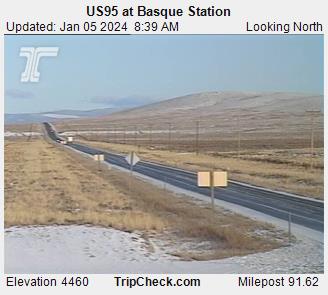 US95 at Basque Station
Updated: Jan 05 2024 8:39 AM Looking North
Elevation 4460 TripCheck.com Milepost 91.62